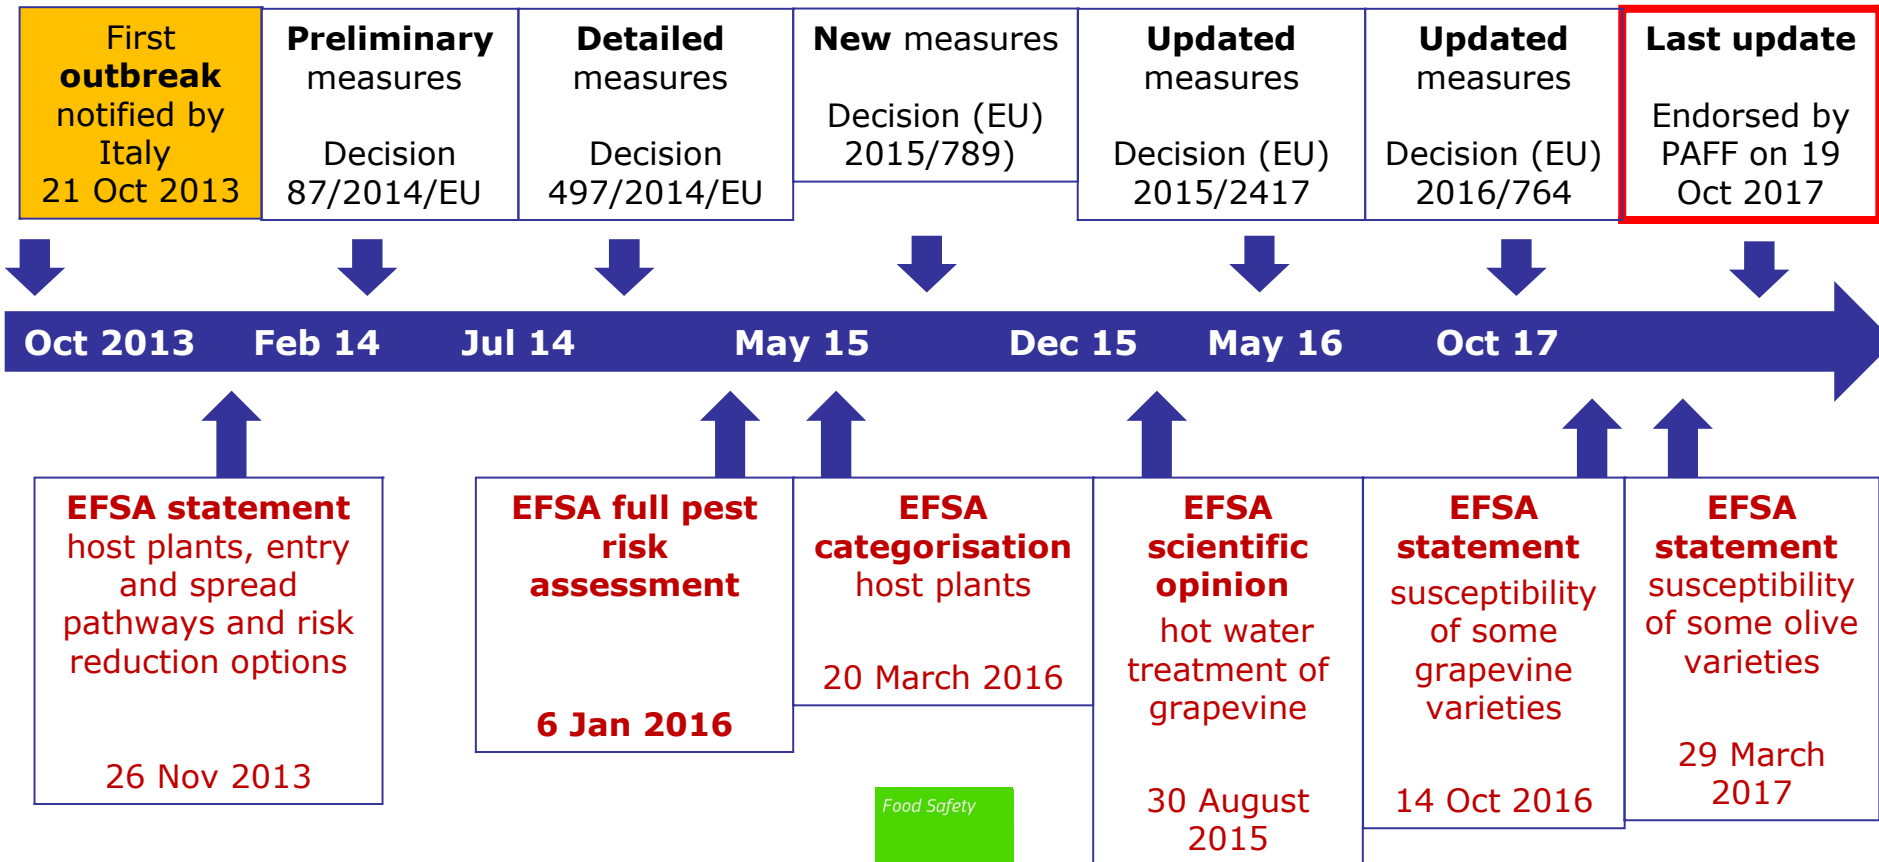 First
outbreak
notified by
Italy
21 Oct 2013
Preliminary
measures
Decision
87/2014/EU
Detailed
measures
Decision
497/2014/EU
New measures
Decision (EU)
2015/789)
Updated
measures
Decision (EU)
2015/2417
Updated
measures
Decision (EU)
2016/764
Last update
Endorsed by
PAFF on 19
Oct 2017
Oct 2013
Feb 14
Jul 14
May 15
Dec 15
May 16
Oct 17
EFSA statement
host plants, entry
and spread
pathways and risk
reduction options
26 Nov 2013
EFSA full pest
risk
assessment
6 Jan 2016
EFSA
categorisation
host plants
20 March 2016
EFSA
scientific
opinion
hot water
treatment of
grapevine
30 August
2015
EFSA
statement
susceptibility
of some
grapevine
varieties
14 Oct 2016
EFSA
statement
susceptibility
of some olive
varieties
29 March
2017
Food Safety